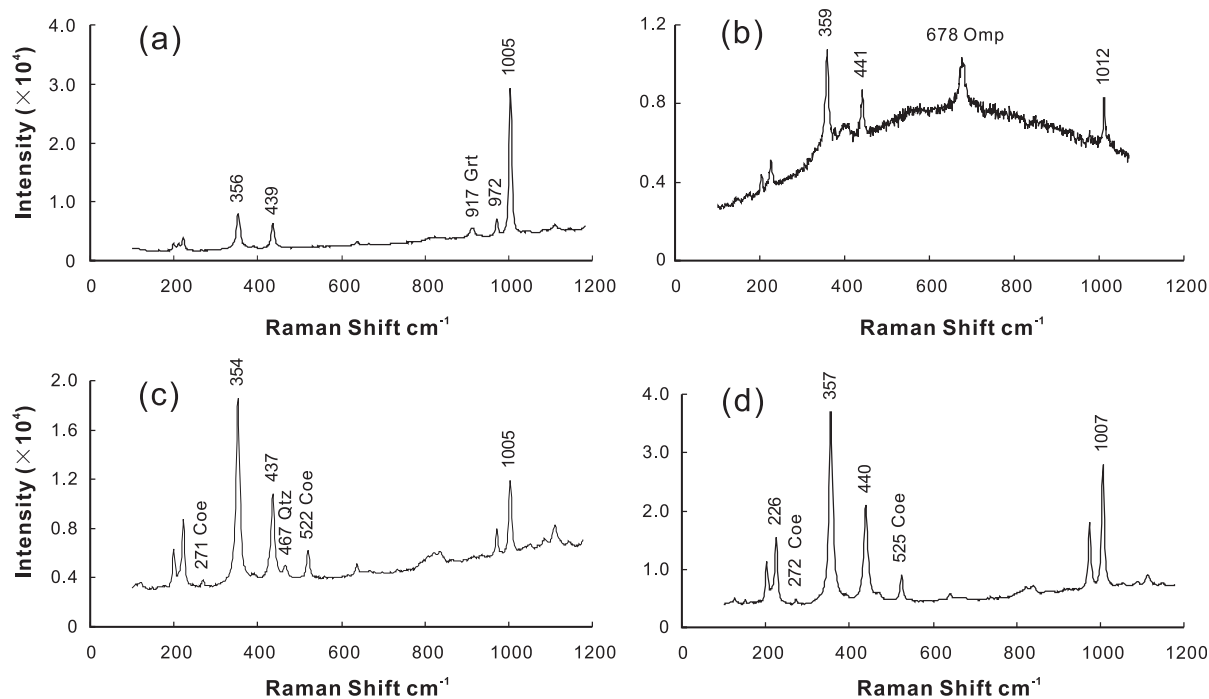 (a)
Intensity (×10⁴)
4.0
3.0
2.0
1.0
0
356
439
917 Grt
972
1005
0 200 400 600 800 1000 1200
Raman Shift cm⁻¹
(b)
1.2
0.8
0.4
0
359
441
678 Omp
1012
0 200 400 600 800 1000 1200
Raman Shift cm⁻¹
(c)
Intensity (×10⁴)
2.0
1.6
1.2
0.8
0.4
0
271 Coe
354
437
467 Qtz
522 Coe
1005
0 200 400 600 800 1000 1200
Raman Shift cm⁻¹
(d)
4.0
3.0
2.0
1.0
0
226
272 Coe
357
440
525 Coe
1007
0 200 400 600 800 1000 1200
Raman Shift cm⁻¹